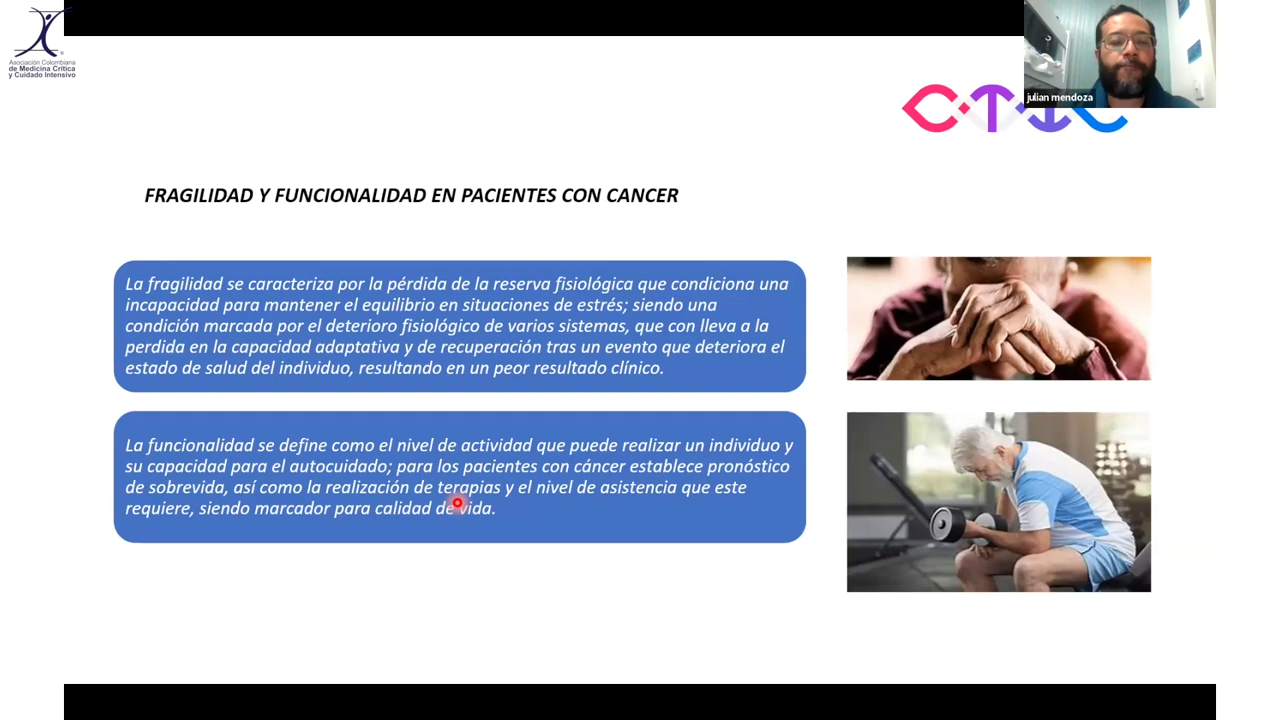 Asociación Colombiana
de Medicina Crítica
y Cuidado Intensivo
julian mendoza
CTIC
FRAGILIDAD Y FUNCIONALIDAD EN PACIENTES CON CANCER
La fragilidad se caracteriza por la pérdida de la reserva fisiológica que condiciona una
incapacidad para mantener el equilibrio en situaciones de estrés; siendo una
condición marcada por el deterioro fisiológico de varios sistemas, que con lleva a la
perdida en la capacidad adaptativa y de recuperación tras un evento que deteriora el
estado de salud del individuo, resultando en un peor resultado clínico.
La funcionalidad se define como el nivel de actividad que puede realizar un individuo y
su capacidad para el autocuidado; para los pacientes con cáncer establece pronóstico
de sobrevida, así como la realización de terapias y el nivel de asistencia que este
requiere, siendo marcador para calidad de vida.